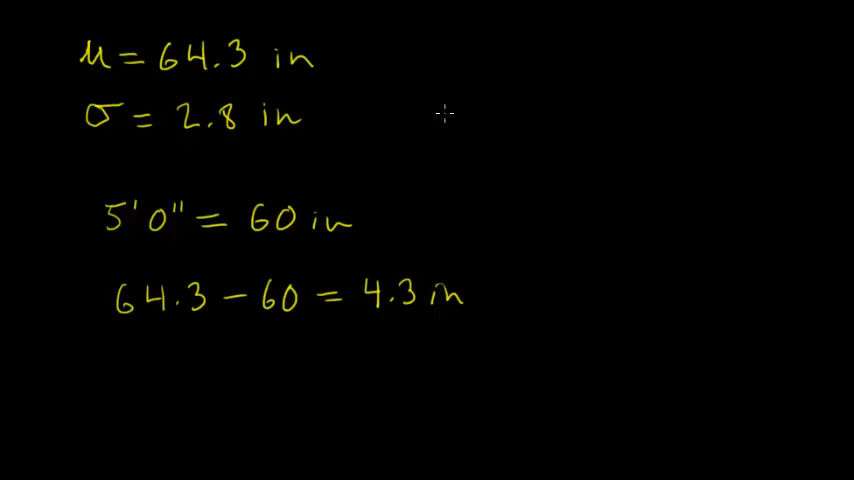 μ = 64.3 in
σ = 2.8 in
5'0" = 60 in
64.3 - 60 = 4.3 in